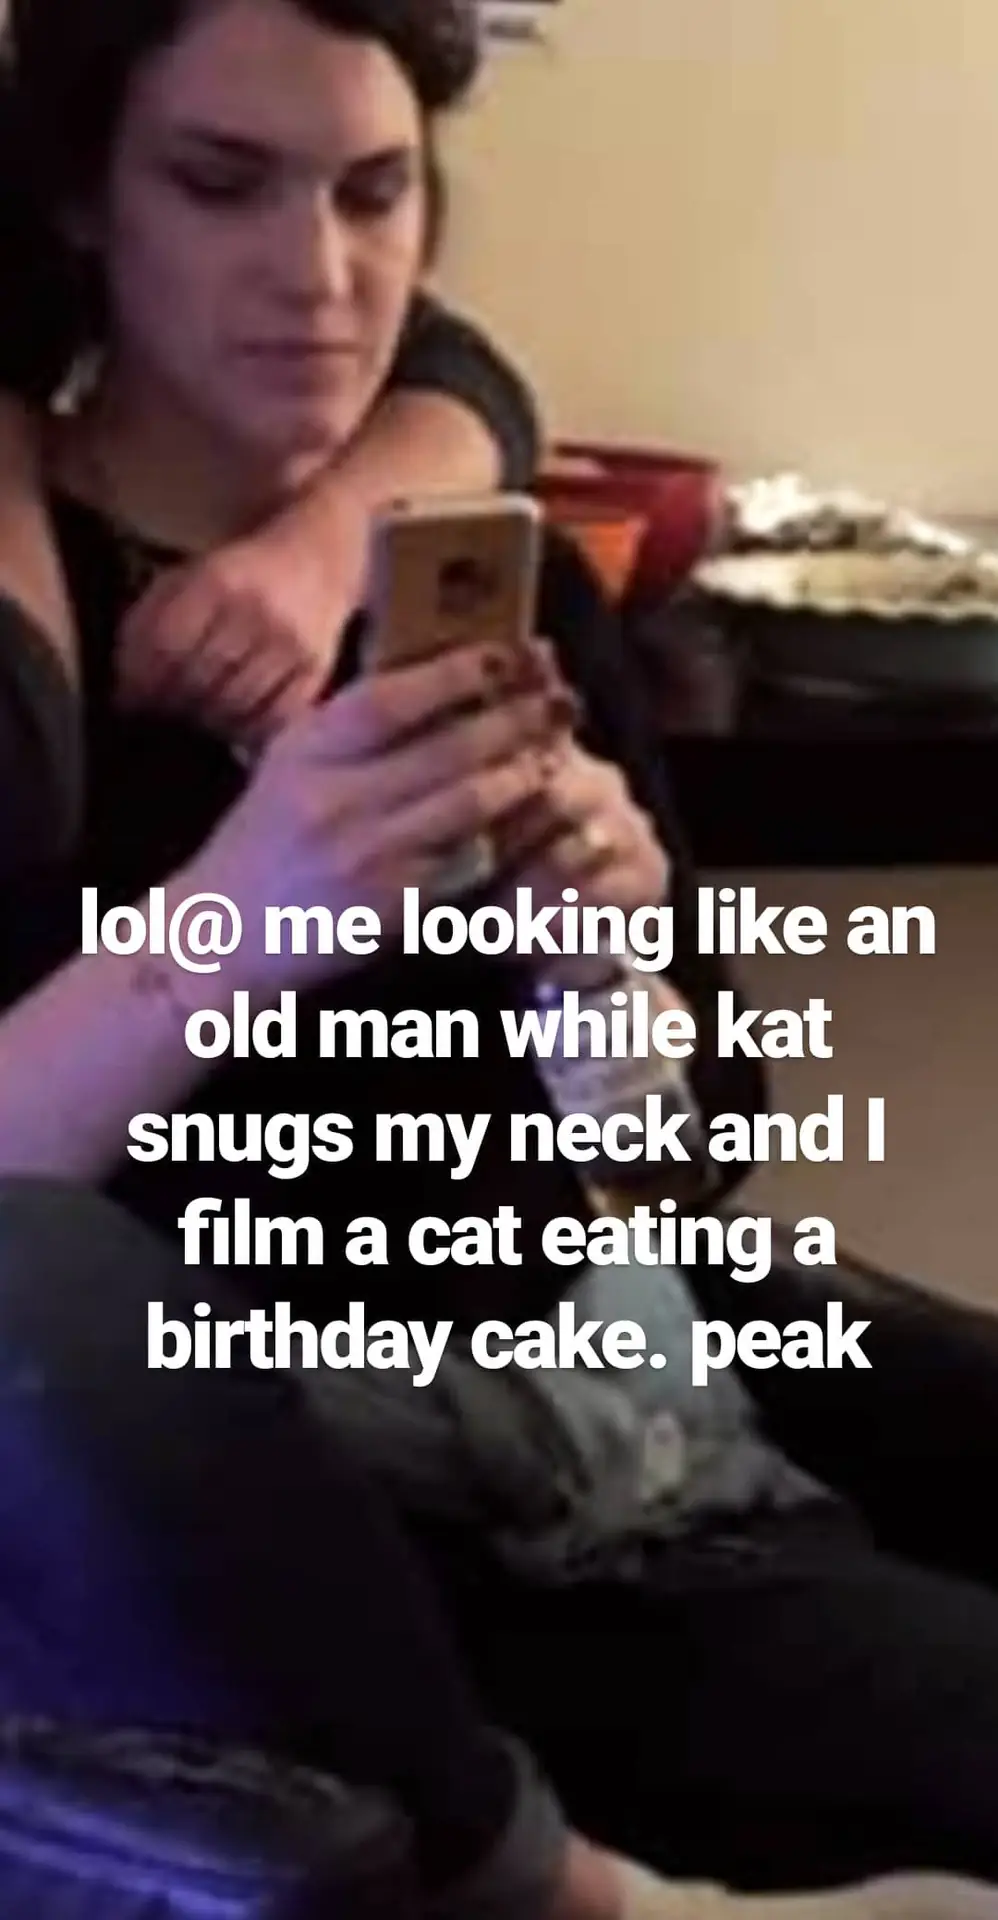 lol@ me looking like an
old man while kat
snugs my neck and I
film a cat eating a
birthday cake. peak